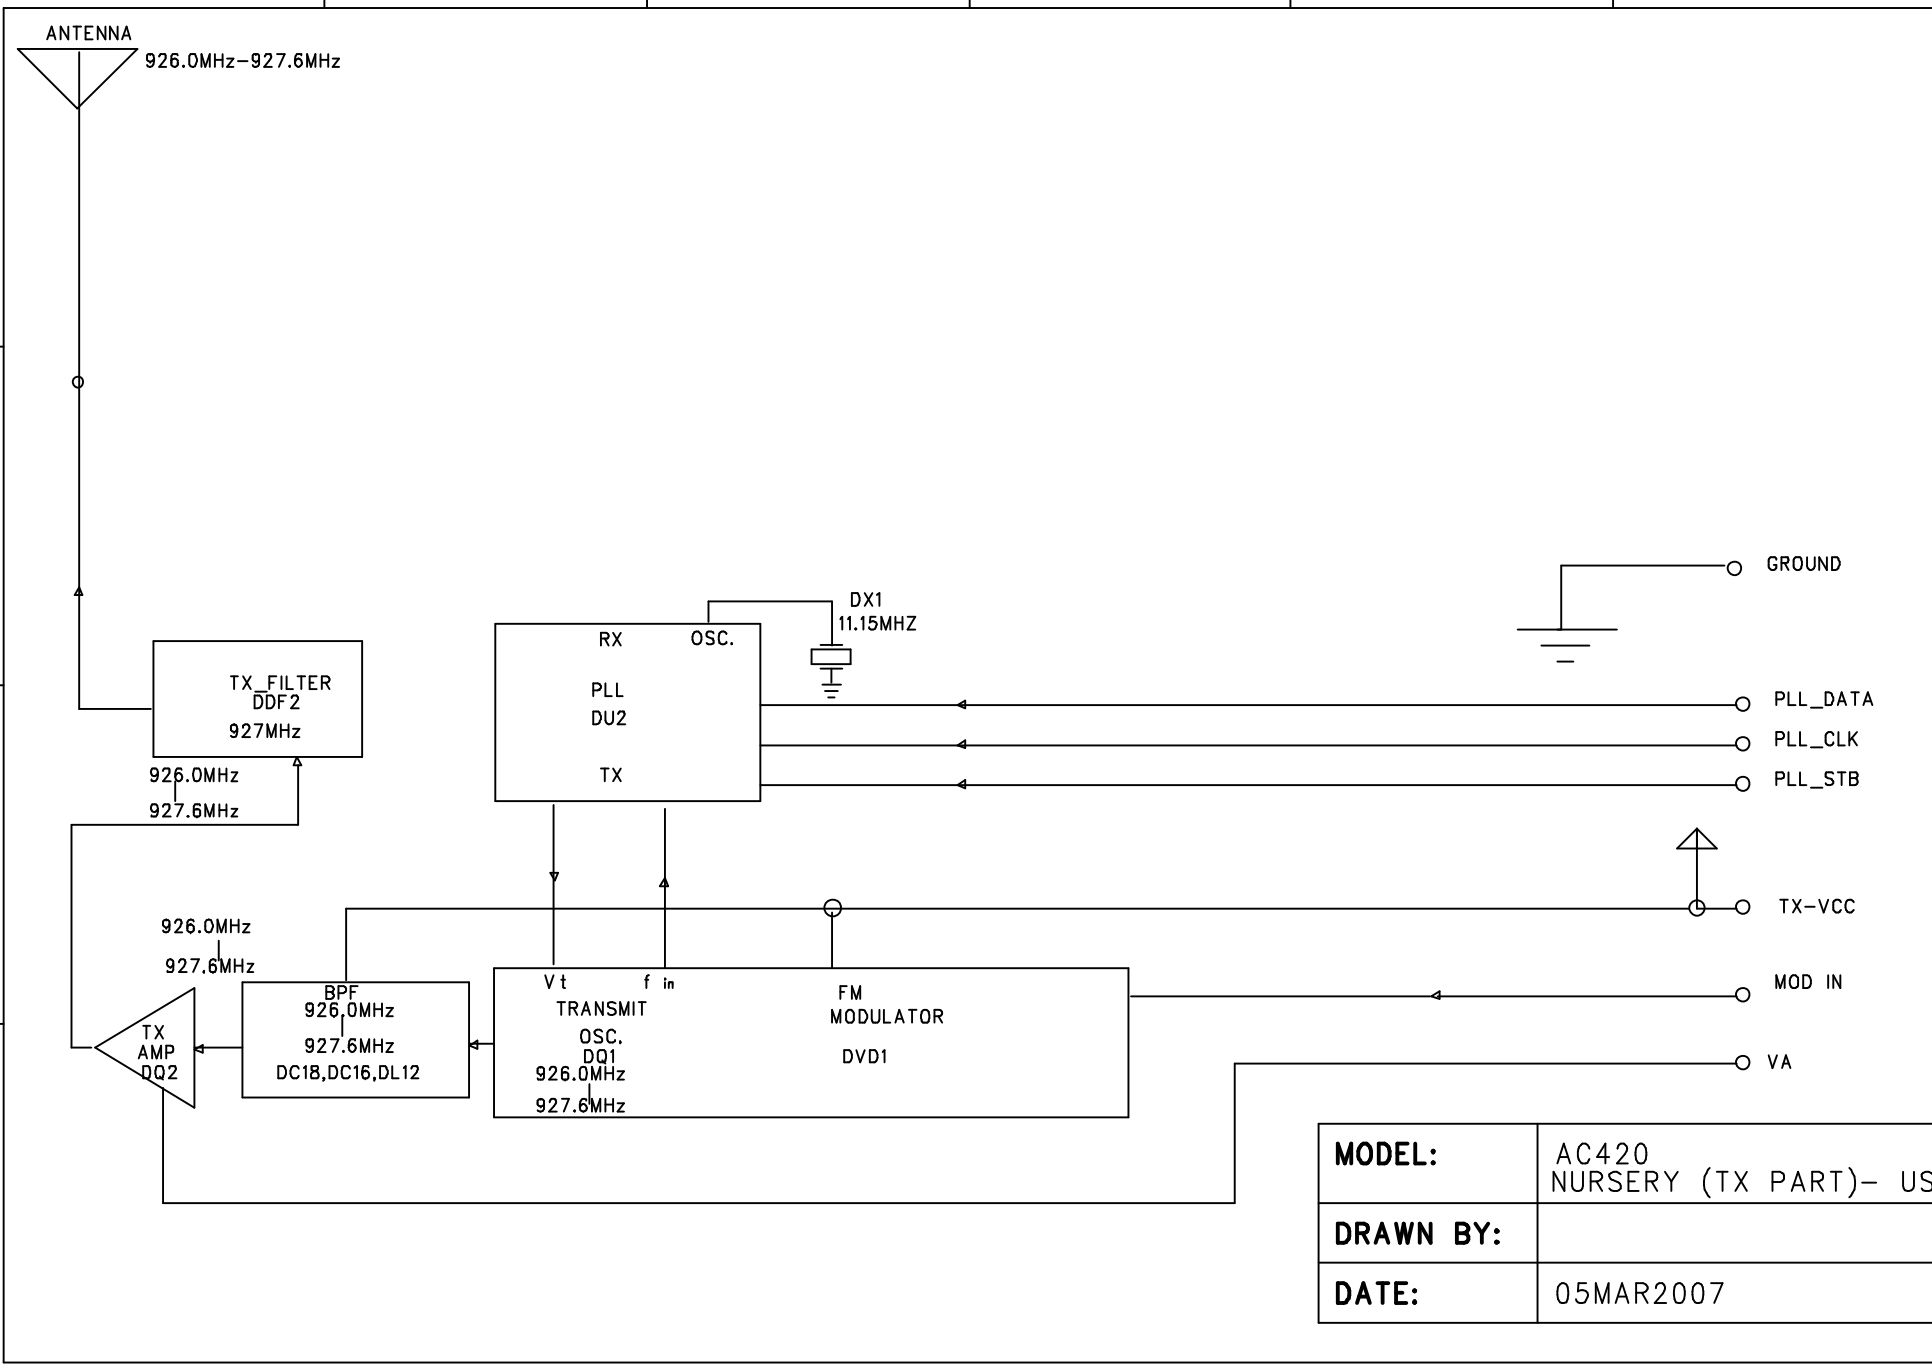 ANTENNA
926.0MHz-927.6MHz
GROUND
DX1
11.15MHZ
RX OSC.
PLL
DU2
TX
TX_FILTER
DDF2
927MHz
926.0MHz
927.6MHz
PLL_DATA
PLL_CLK
PLL_STB
TX-VCC
926.0MHz
927.6MHz
BPF
926.0MHz
927.6MHz
DC18,DC16,DL12
TX
AMP
DQ2
Vt f in
TRANSMIT
OSC.
DQ1
926.0MHz
927.6MHz
FM
MODULATOR
DVD1
MOD IN
VA
MODEL: AC420
NURSERY (TX PART)- US
DRAWN BY:
DATE: 05MAR2007